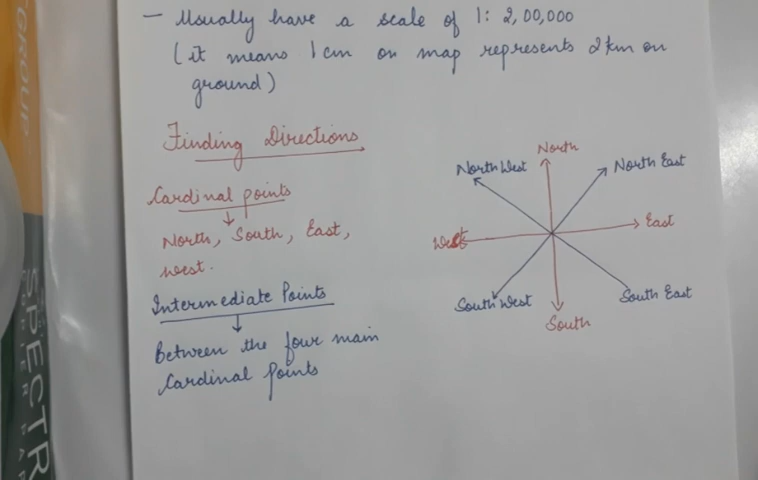 - Usually have a scale of 1: 2,00,000
(it means 1 cm on map represents 2 km on
ground)
Finding Directions
Cardinal points
North, South, East,
West.
Intermediate Points
Between the four main
Cardinal Points
North
North West
North East
West
East
South West
South East
South
GROUP
SPECTR